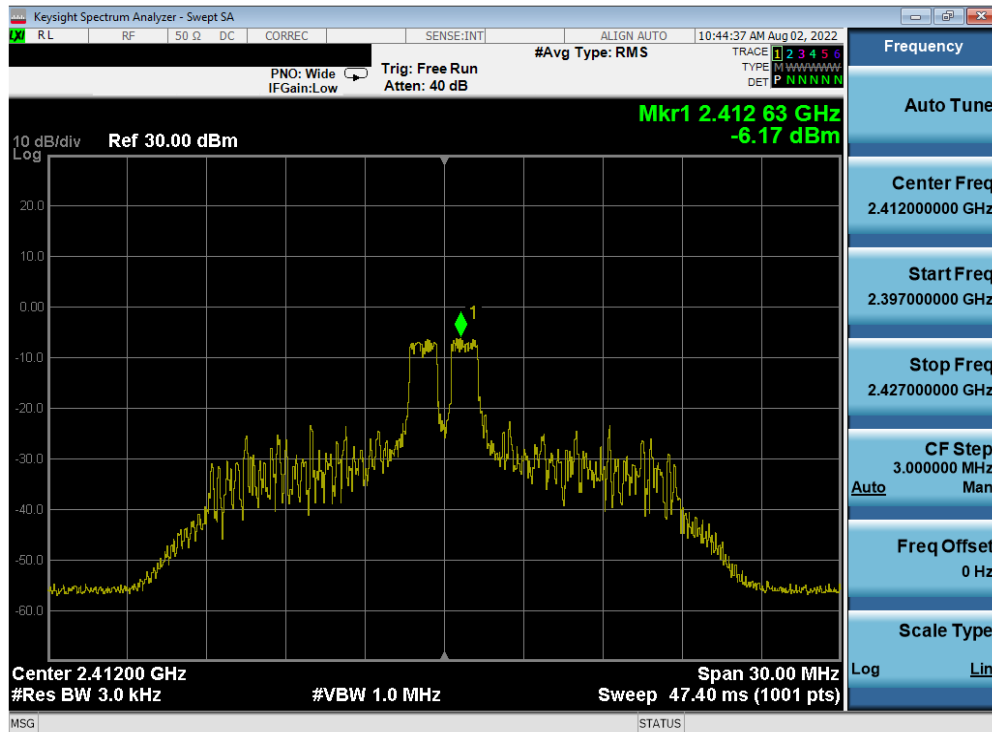 Keysight Spectrum Analyzer - Swept SA
LXI R L RF 50 Ω DC CORREC SENSE:INT ALIGN AUTO 10:44:37 AM Aug 02, 2022
#Avg Type: RMS TRACE 1 2 3 4 5 6
PNO: Wide Trig: Free Run TYPE M W W W W W
IFGain:Low Atten: 40 dB DET P N N N N N
Mkr1 2.412 63 GHz
-6.17 dBm
10 dB/div Ref 30.00 dBm
Log
20.0
10.0
0.00
1
-10.0
-20.0
-30.0
-40.0
-50.0
-60.0
Center 2.41200 GHz Span 30.00 MHz
#Res BW 3.0 kHz #VBW 1.0 MHz Sweep 47.40 ms (1001 pts)
MSG STATUS
Frequency
Auto Tune
Center Freq
2.412000000 GHz
Start Freq
2.397000000 GHz
Stop Freq
2.427000000 GHz
CF Step
3.000000 MHz
Auto Man
Freq Offset
0 Hz
Scale Type
Log Lin